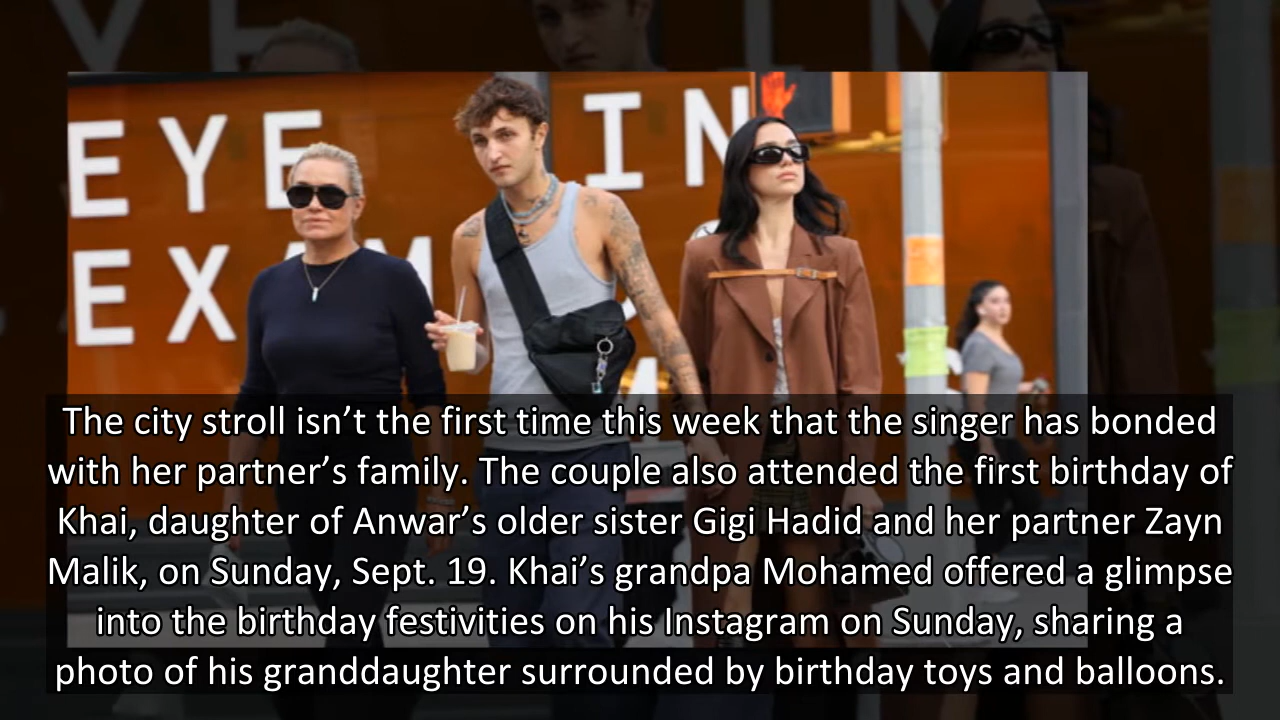 EYE IN
EXAM
The city stroll isn’t the first time this week that the singer has bonded
with her partner’s family. The couple also attended the first birthday of
Khai, daughter of Anwar’s older sister Gigi Hadid and her partner Zayn
Malik, on Sunday, Sept. 19. Khai’s grandpa Mohamed offered a glimpse
into the birthday festivities on his Instagram on Sunday, sharing a
photo of his granddaughter surrounded by birthday toys and balloons.